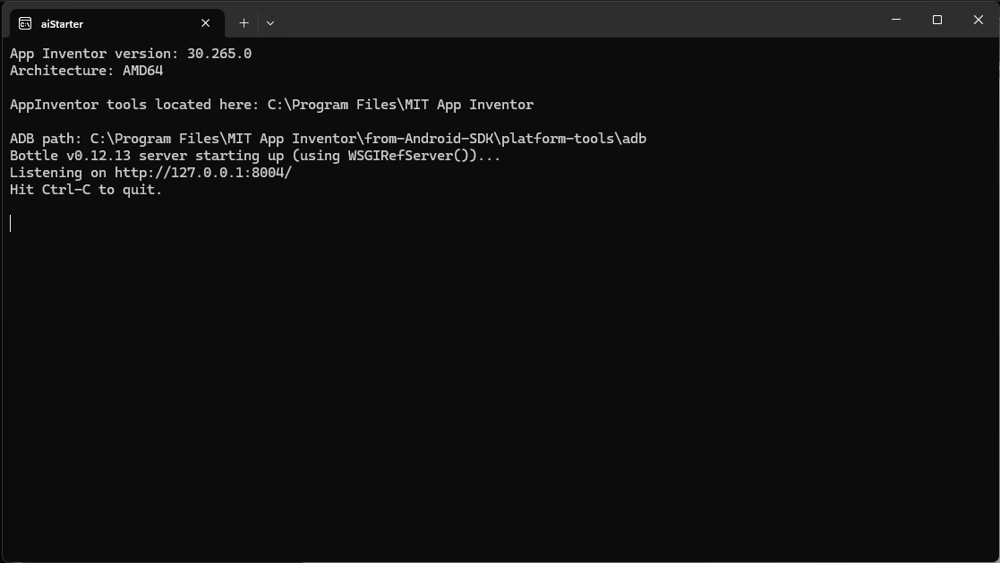 aiStarter
App Inventor version: 30.265.0
Architecture: AMD64
AppInventor tools located here: C:\Program Files\MIT App Inventor
ADB path: C:\Program Files\MIT App Inventor\from-Android-SDK\platform-tools\adb
Bottle v0.12.13 server starting up (using WSGIRefServer())...
Listening on http://127.0.0.1:8004/
Hit Ctrl-C to quit.